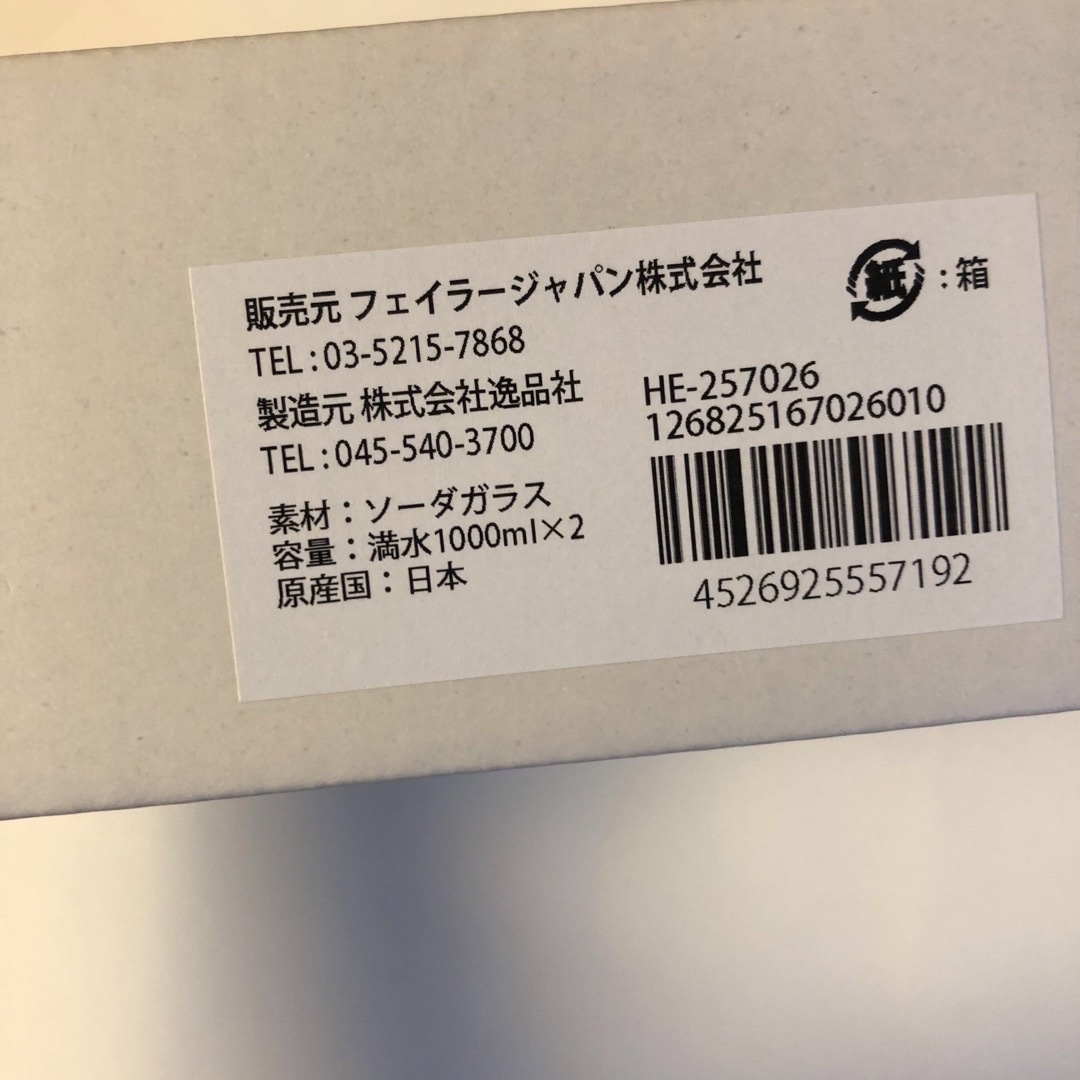 販売元 フェイラージャパン株式会社
TEL : 03-5215-7868
製造元 株式会社逸品社
TEL : 045-540-3700
素材：ソーダガラス
容量：満水1000ml×2
原産国：日本
紙 : 箱
HE-257026
126825167026010
4526925557192